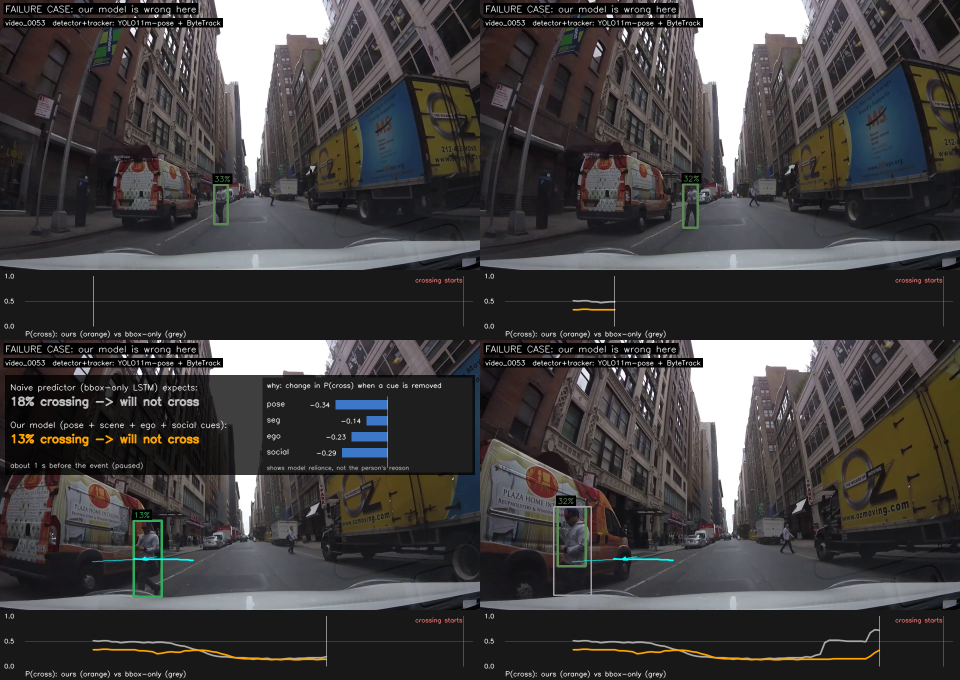 FAILURE CASE: our model is wrong here
video_0053 detector+tracker: YOLO11m-pose + ByteTrack
33%
OZ
1.0
crossing starts
0.5
0.0
P(cross): ours (orange) vs bbox-only (grey)
FAILURE CASE: our model is wrong here
video_0053 detector+tracker: YOLO11m-pose + ByteTrack
32%
OZ
1.0
crossing starts
0.5
0.0
P(cross): ours (orange) vs bbox-only (grey)
FAILURE CASE: our model is wrong here
video_0053 detector+tracker: YOLO11m-pose + ByteTrack
Naive predictor (bbox-only LSTM) expects:
18% crossing -> will not cross
Our model (pose + scene + ego + social cues):
13% crossing -> will not cross
about 1 s before the event (paused)
why: change in P(cross) when a cue is removed
pose -0.34
seg -0.14
ego -0.23
social -0.29
shows model reliance, not the person's reason
PLAZA HOME
13%
OZ
www.ozmoving.com
1.0
crossing starts
0.5
0.0
P(cross): ours (orange) vs bbox-only (grey)
FAILURE CASE: our model is wrong here
video_0053 detector+tracker: YOLO11m-pose + ByteTrack
32%
PLAZA HOME
OZ
www.ozmoving.com
1.0
crossing starts
0.5
0.0
P(cross): ours (orange) vs bbox-only (grey)